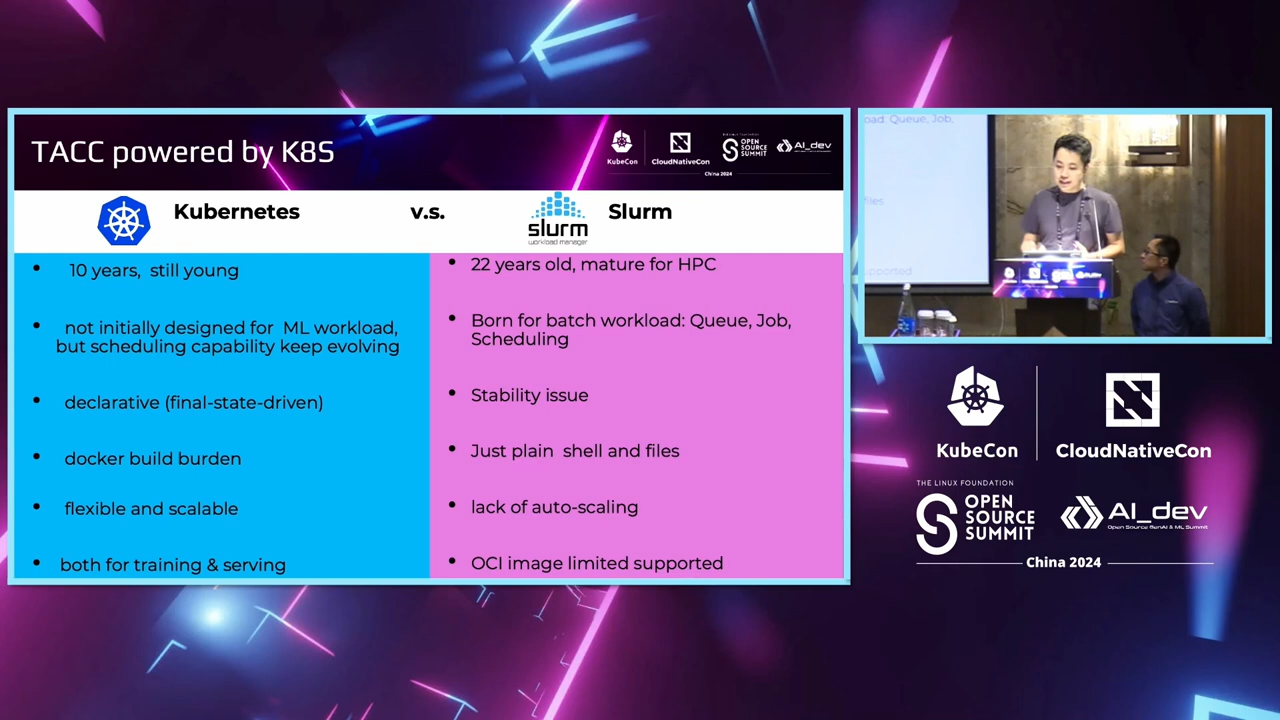 TACC powered by K8S
KubeCon
CloudNativeCon
OPEN
SOURCE
SUMMIT
AI_dev
China 2024
Kubernetes
v.s.
slurm
workload manager
Slurm
• 10 years, still young
• not initially designed for ML workload,
but scheduling capability keep evolving
• declarative (final-state-driven)
• docker build burden
• flexible and scalable
• both for training & serving
• 22 years old, mature for HPC
• Born for batch workload: Queue, Job,
Scheduling
• Stability issue
• Just plain shell and files
• lack of auto-scaling
• OCI image limited supported
oad: Queue, Job,
files
pported
KubeCon
CloudNativeCon
THE LINUX FOUNDATION
OPEN
SOURCE
SUMMIT
AI_dev
Open Source GenAI & ML Summit
China 2024